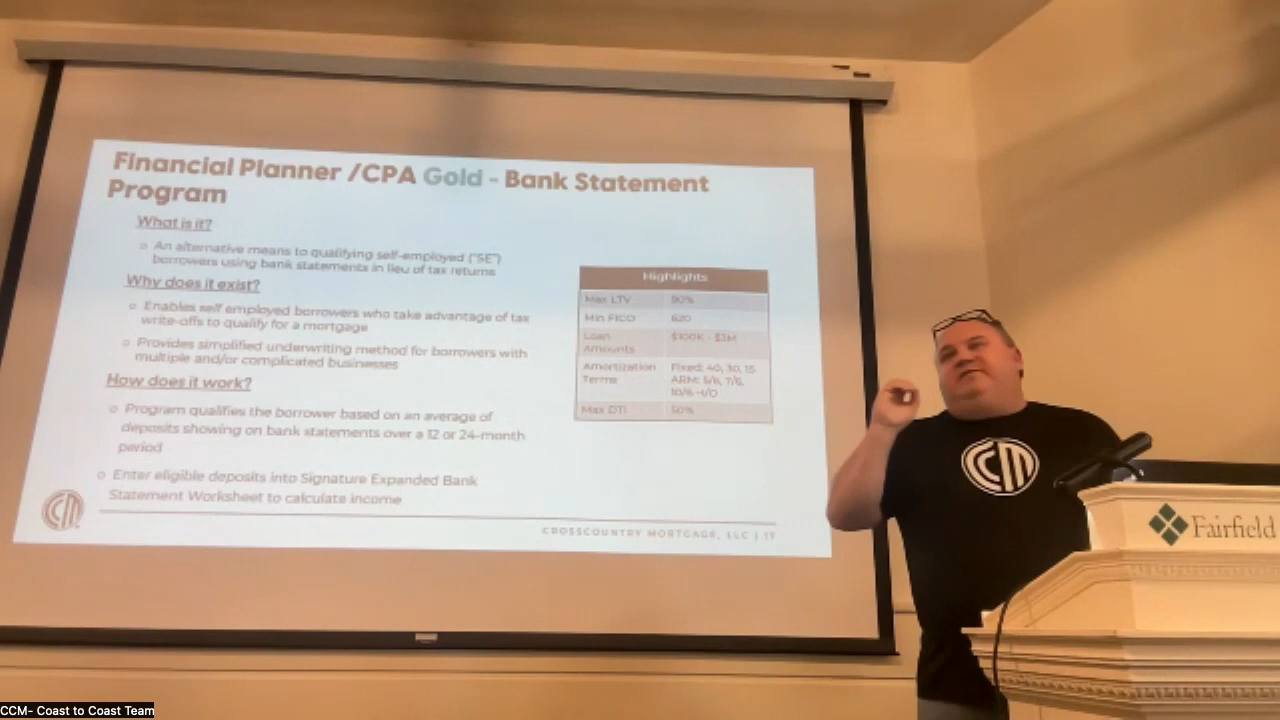 Financial Planner /CPA Gold - Bank Statement
Program
What is it?
An alternative means to qualifying self-employed ("SE")
borrowers using bank statements in lieu of tax returns
Why does it exist?
Enables self employed borrowers who take advantage of tax
write-offs to qualify for a mortgage
Provides simplified underwriting method for borrowers with
multiple and/or complicated businesses
How does it work?
Program qualifies the borrower based on an average of
deposits showing on bank statements over a 12 or 24-month
period
Enter eligible deposits into Signature Expanded Bank
Statement Worksheet to calculate income
Highlights
Max LTV 90%
Min FICO 620
Loan
Amounts
$100K - $3M
Amortization
Terms
Fixed: 40, 30, 15
ARM: 5/6, 7/6,
10/6 -I/O
Max DTI 50%
CROSSCOUNTRY MORTGAGE, LLC | 17
CCM
CCM
Fairfield
CCM- Coast to Coast Team